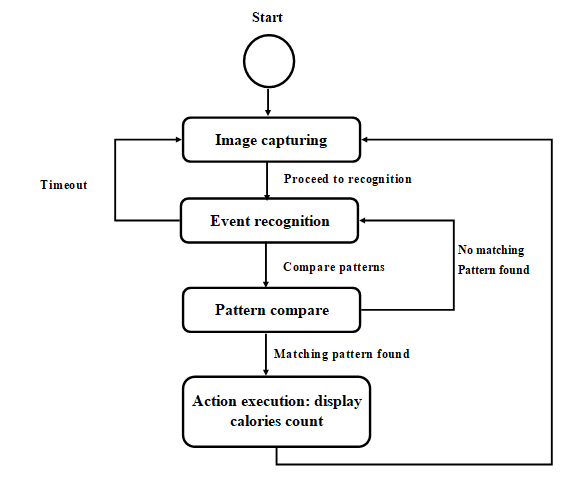 Start
Image capturing
Proceed to recognition
Timeout
Event recognition
No matching
Pattern found
Compare patterns
Pattern compare
Matching pattern found
Action execution: display
calories count